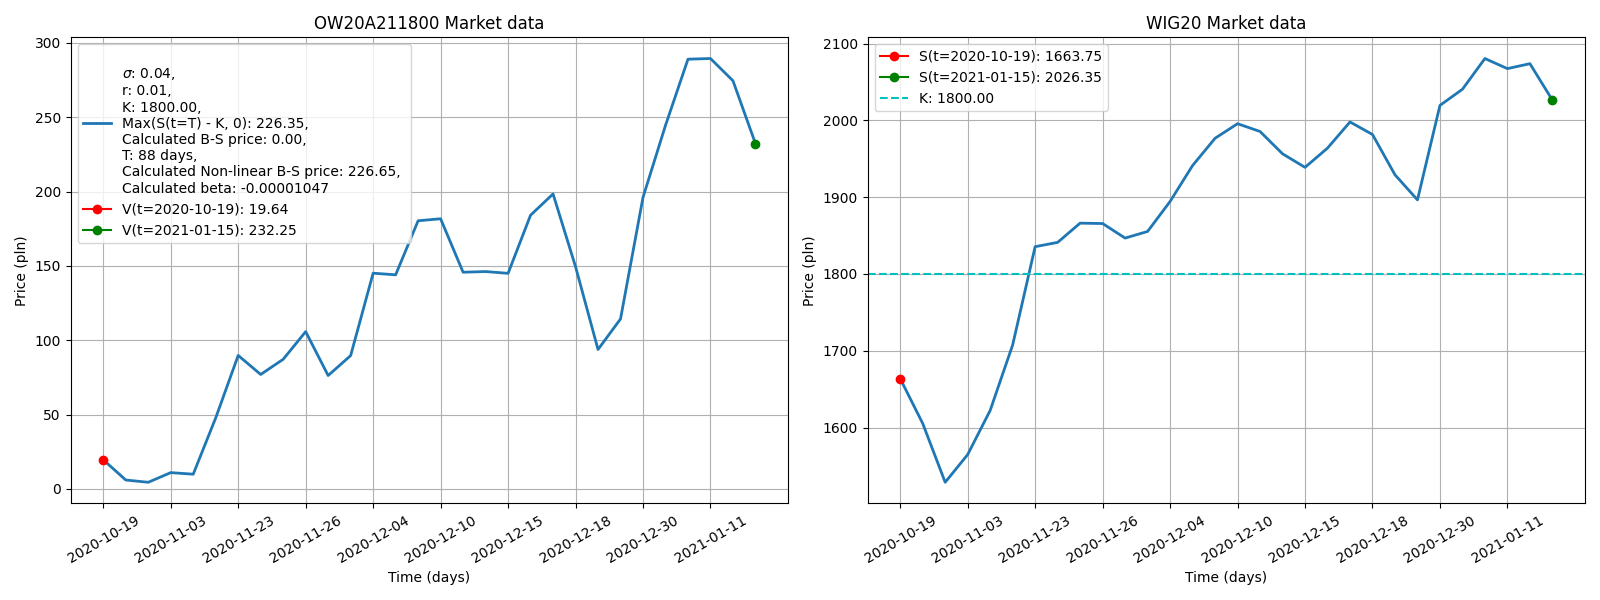 OW20A211800 Market data
300
250
200
150
100
50
0
Price (pln)
σ: 0.04,
r: 0.01,
K: 1800.00,
Max(S(t=T) - K, 0): 226.35,
Calculated B-S price: 0.00,
T: 88 days,
Calculated Non-linear B-S price: 226.65,
Calculated beta: -0.00001047
V(t=2020-10-19): 19.64
V(t=2021-01-15): 232.25
2020-10-19
2020-11-03
2020-11-23
2020-11-26
2020-12-04
2020-12-10
2020-12-15
2020-12-18
2020-12-30
2021-01-11
Time (days)
WIG20 Market data
2100
2000
1900
1800
1700
1600
Price (pln)
S(t=2020-10-19): 1663.75
S(t=2021-01-15): 2026.35
K: 1800.00
2020-10-19
2020-11-03
2020-11-23
2020-11-26
2020-12-04
2020-12-10
2020-12-15
2020-12-18
2020-12-30
2021-01-11
Time (days)